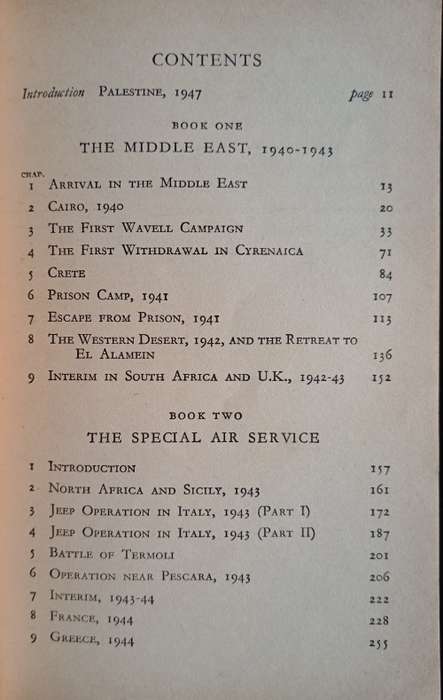 CONTENTS
Introduction PALESTINE, 1947 page 11
BOOK ONE
THE MIDDLE EAST, 1940-1943
CHAP.
1 ARRIVAL IN THE MIDDLE EAST 13
2 CAIRO, 1940 20
3 THE FIRST WAVELL CAMPAIGN 33
4 THE FIRST WITHDRAWAL IN CYRENAICA 71
5 CRETE 84
6 PRISON CAMP, 1941 107
7 ESCAPE FROM PRISON, 1941 113
8 THE WESTERN DESERT, 1942, AND THE RETREAT TO
EL ALAMEIN 136
9 INTERIM IN SOUTH AFRICA AND U.K., 1942-43 152
BOOK TWO
THE SPECIAL AIR SERVICE
1 INTRODUCTION 157
2 NORTH AFRICA AND SICILY, 1943 161
3 JEEP OPERATION IN ITALY, 1943 (PART I) 172
4 JEEP OPERATION IN ITALY, 1943 (PART II) 187
5 BATTLE OF TERMOLI 201
6 OPERATION NEAR PESCARA, 1943 206
7 INTERIM, 1943-44 222
8 FRANCE, 1944 228
9 GREECE, 1944 255